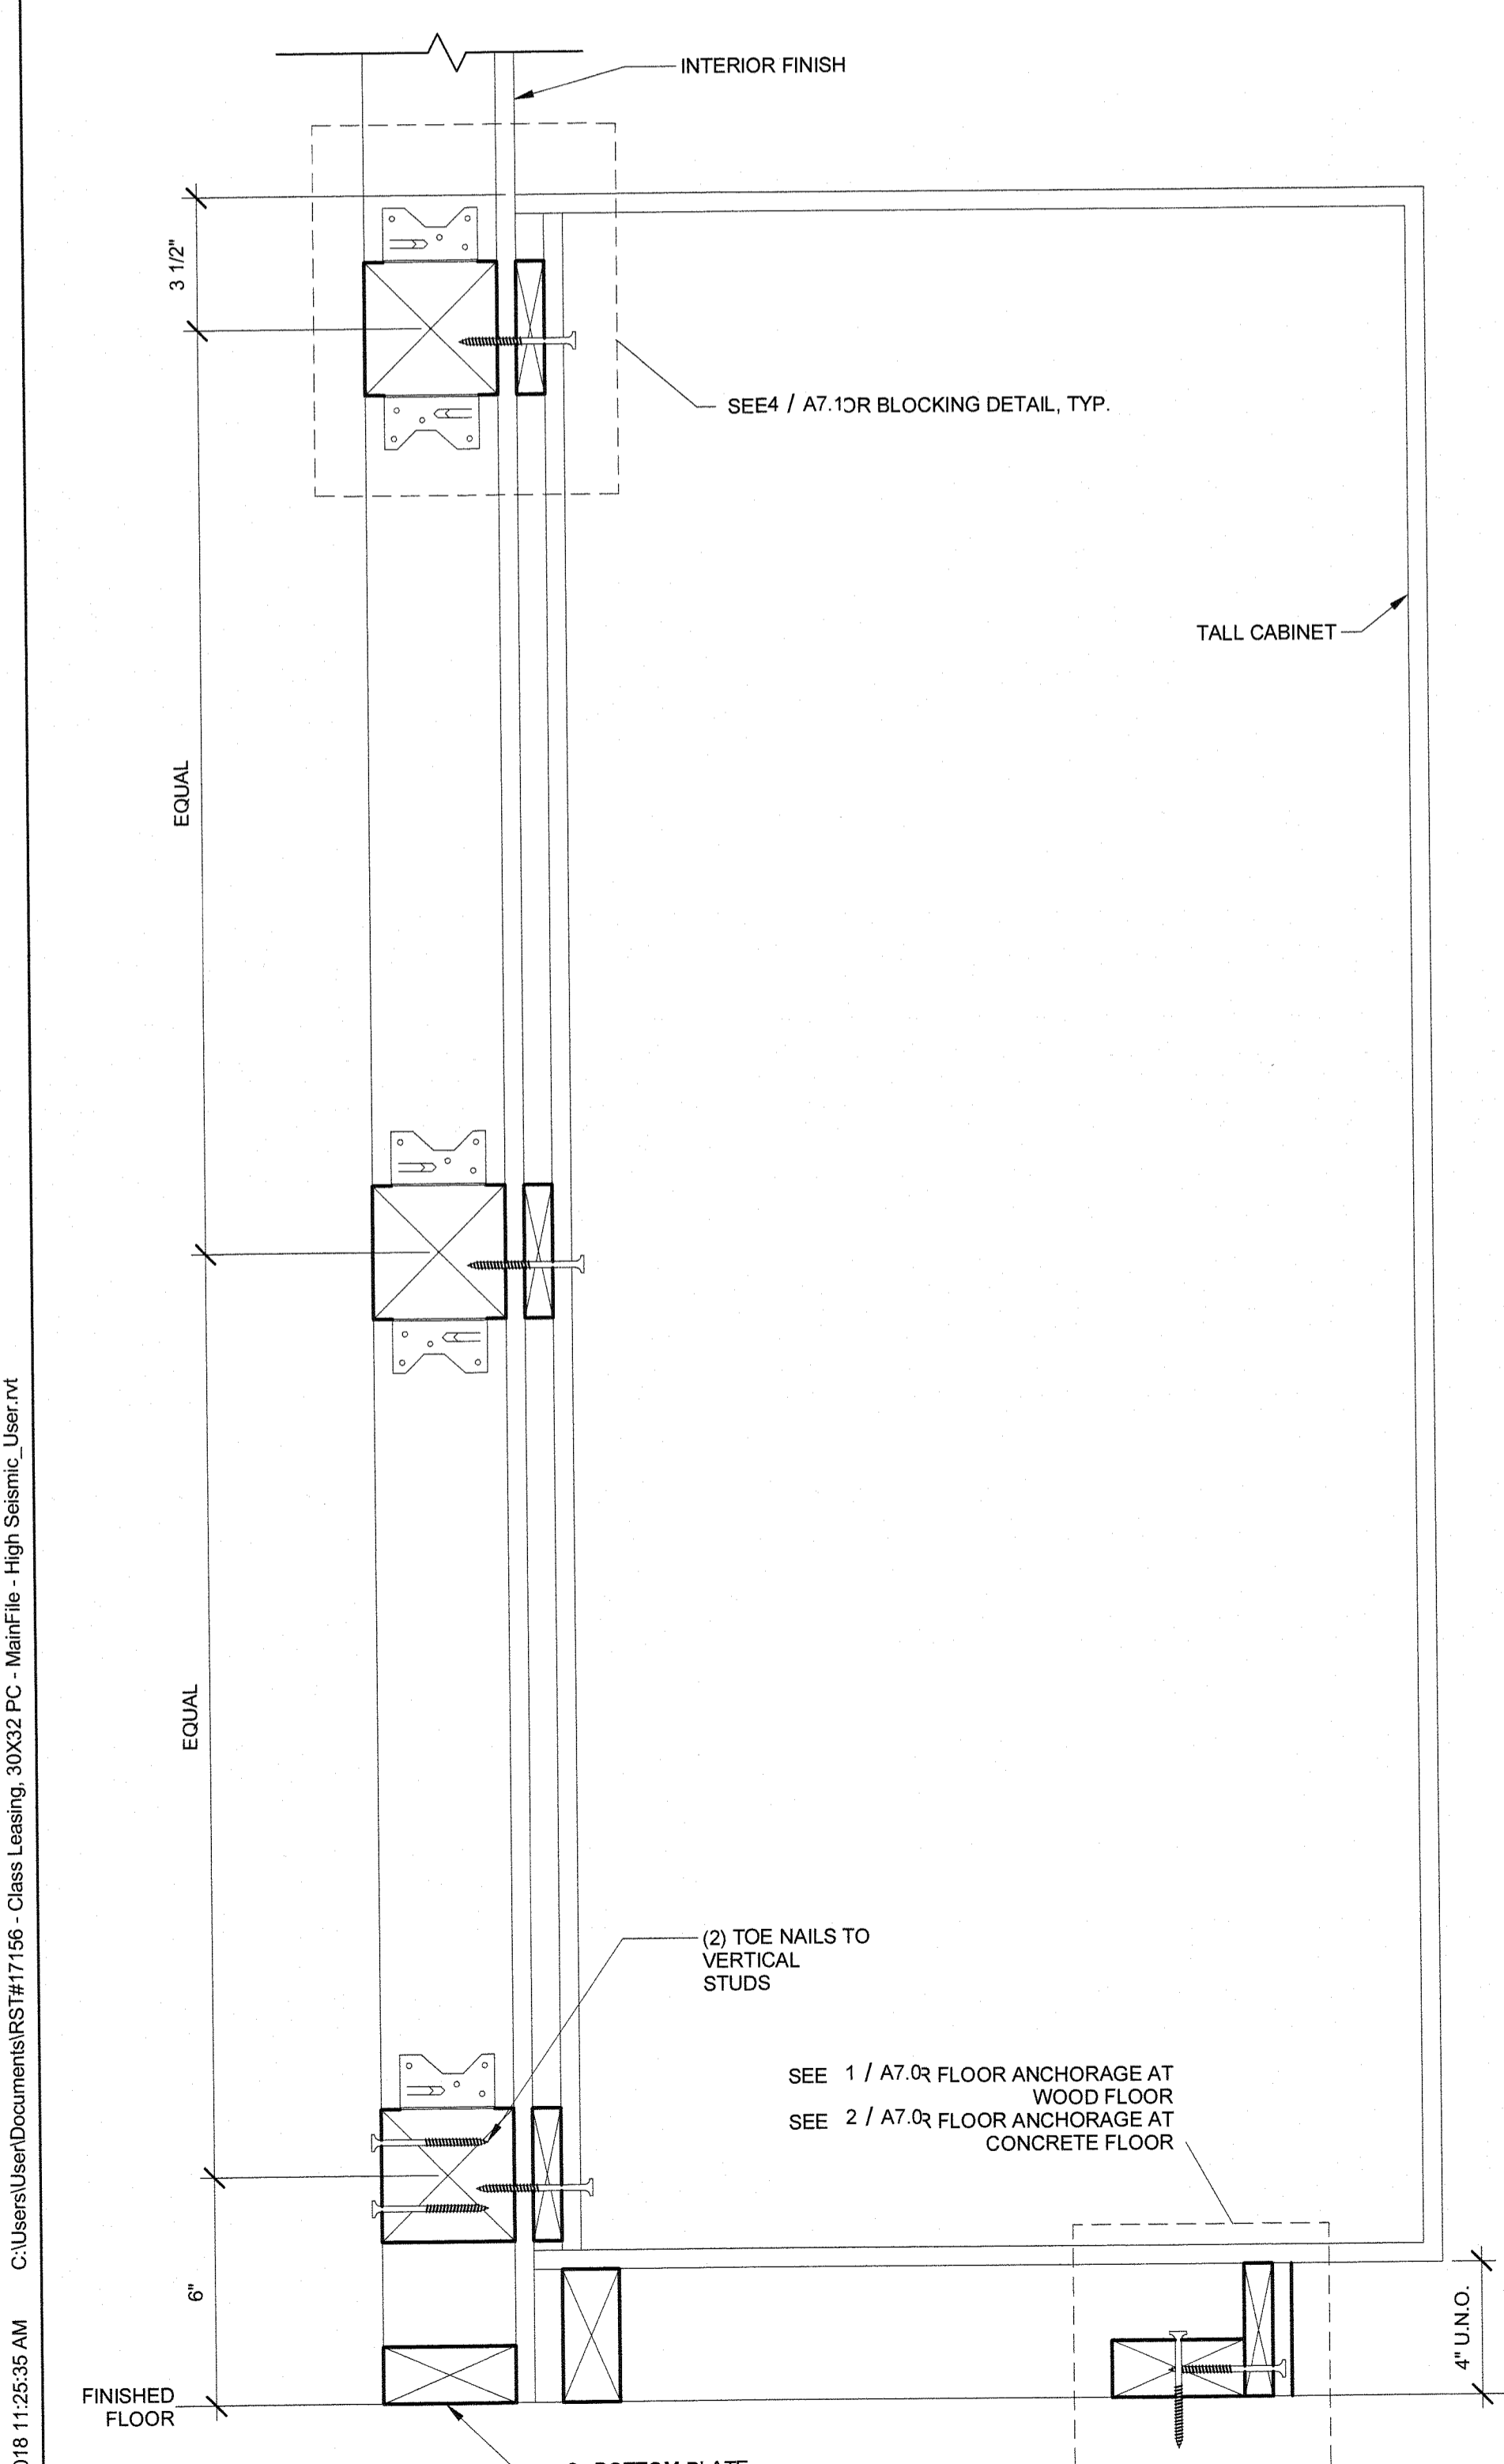 INTERIOR FINISH
3 1/2"
SEE4 / A7.1OR BLOCKING DETAIL, TYP.
TALL CABINET
EQUAL
EQUAL
(2) TOE NAILS TO
VERTICAL
STUDS
SEE 1 / A7.0R FLOOR ANCHORAGE AT
WOOD FLOOR
SEE 2 / A7.0R FLOOR ANCHORAGE AT
CONCRETE FLOOR
6"
4" U.N.O.
FINISHED
FLOOR
BOTTOM PLATE
018 11:25:35 AM C:\Users\User\Documents\RST#17156 - Class Leasing, 30X32 PC - MainFile - High Seismic_User.rvt